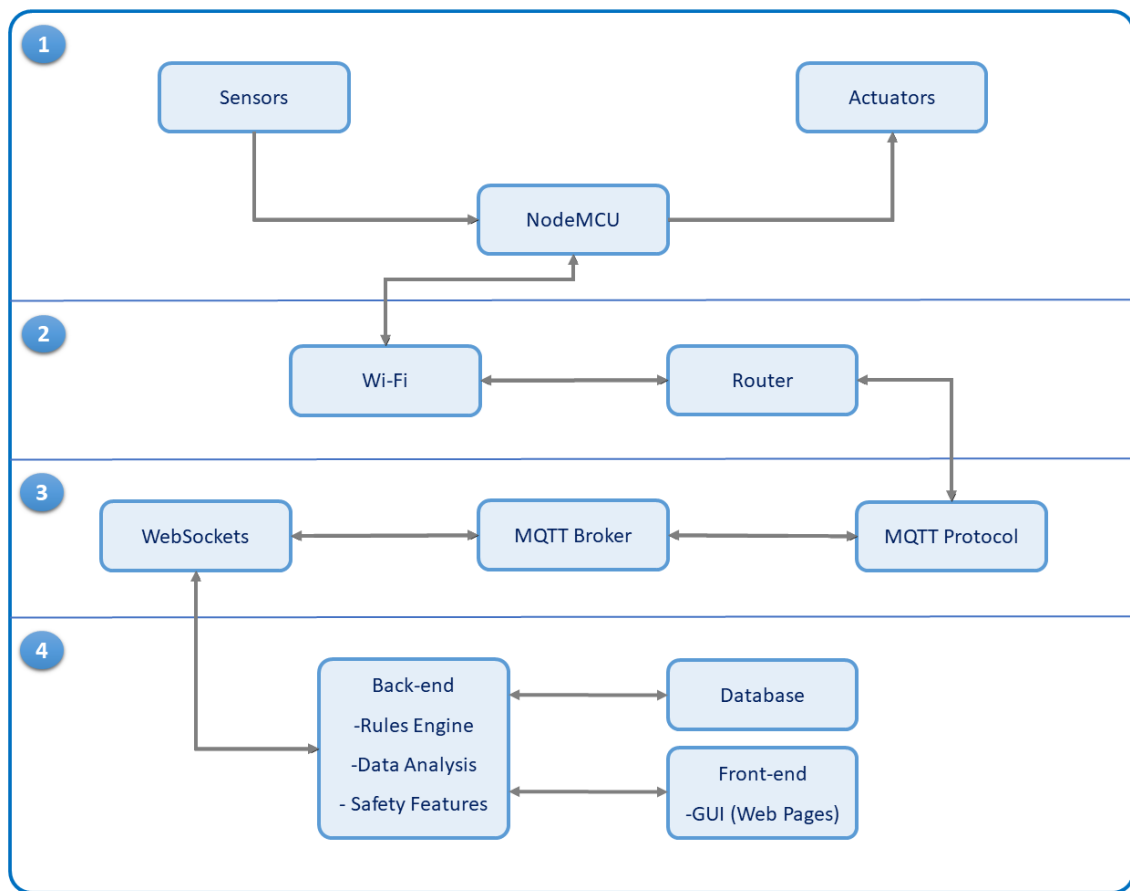 1
Sensors
Actuators
NodeMCU
2
Wi-Fi
Router
3
WebSockets
MQTT Broker
MQTT Protocol
4
Back-end
-Rules Engine
-Data Analysis
- Safety Features
Database
Front-end
-GUI (Web Pages)